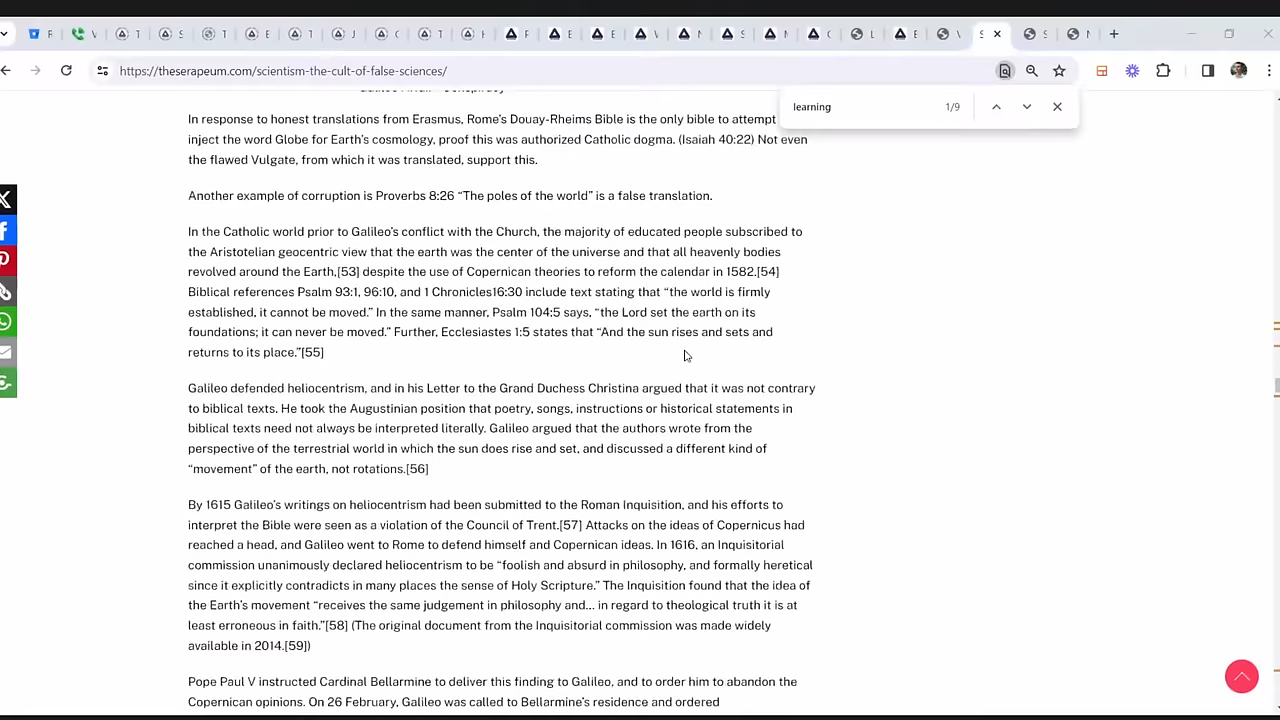 https://theserapeum.com/scientism-the-cult-of-false-sciences/
learning
1/9
In response to honest translations from Erasmus, Rome's Douay-Rheims Bible is the only bible to attempt
inject the word Globe for Earth's cosmology, proof this was authorized Catholic dogma. (Isaiah 40:22) Not even
the flawed Vulgate, from which it was translated, support this.
Another example of corruption is Proverbs 8:26 “The poles of the world” is a false translation.
In the Catholic world prior to Galileo's conflict with the Church, the majority of educated people subscribed to
the Aristotelian geocentric view that the earth was the center of the universe and that all heavenly bodies
revolved around the Earth,[53] despite the use of Copernican theories to reform the calendar in 1582.[54]
Biblical references Psalm 93:1, 96:10, and 1 Chronicles16:30 include text stating that “the world is firmly
established, it cannot be moved.” In the same manner, Psalm 104:5 says, “the Lord set the earth on its
foundations; it can never be moved.” Further, Ecclesiastes 1:5 states that “And the sun rises and sets and
returns to its place.”[55]
Galileo defended heliocentrism, and in his Letter to the Grand Duchess Christina argued that it was not contrary
to biblical texts. He took the Augustinian position that poetry, songs, instructions or historical statements in
biblical texts need not always be interpreted literally. Galileo argued that the authors wrote from the
perspective of the terrestrial world in which the sun does rise and set, and discussed a different kind of
“movement” of the earth, not rotations.[56]
By 1615 Galileo's writings on heliocentrism had been submitted to the Roman Inquisition, and his efforts to
interpret the Bible were seen as a violation of the Council of Trent.[57] Attacks on the ideas of Copernicus had
reached a head, and Galileo went to Rome to defend himself and Copernican ideas. In 1616, an Inquisitorial
commission unanimously declared heliocentrism to be “foolish and absurd in philosophy, and formally heretical
since it explicitly contradicts in many places the sense of Holy Scripture.” The Inquisition found that the idea of
the Earth's movement “receives the same judgement in philosophy and... in regard to theological truth it is at
least erroneous in faith.”[58] (The original document from the Inquisitorial commission was made widely
available in 2014.[59])
Pope Paul V instructed Cardinal Bellarmine to deliver this finding to Galileo, and to order him to abandon the
Copernican opinions. On 26 February, Galileo was called to Bellarmine's residence and ordered